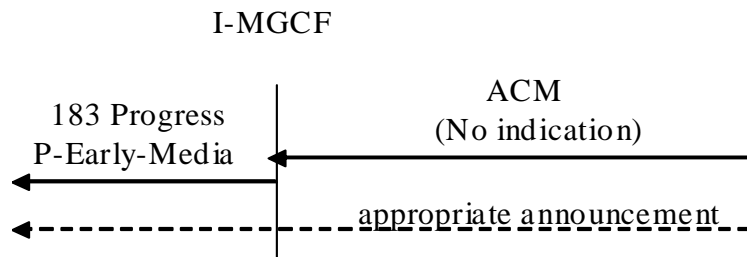 I-MGCF
ACM
183 Progress
(No indication)
P-Early-Media
appropriate announcement